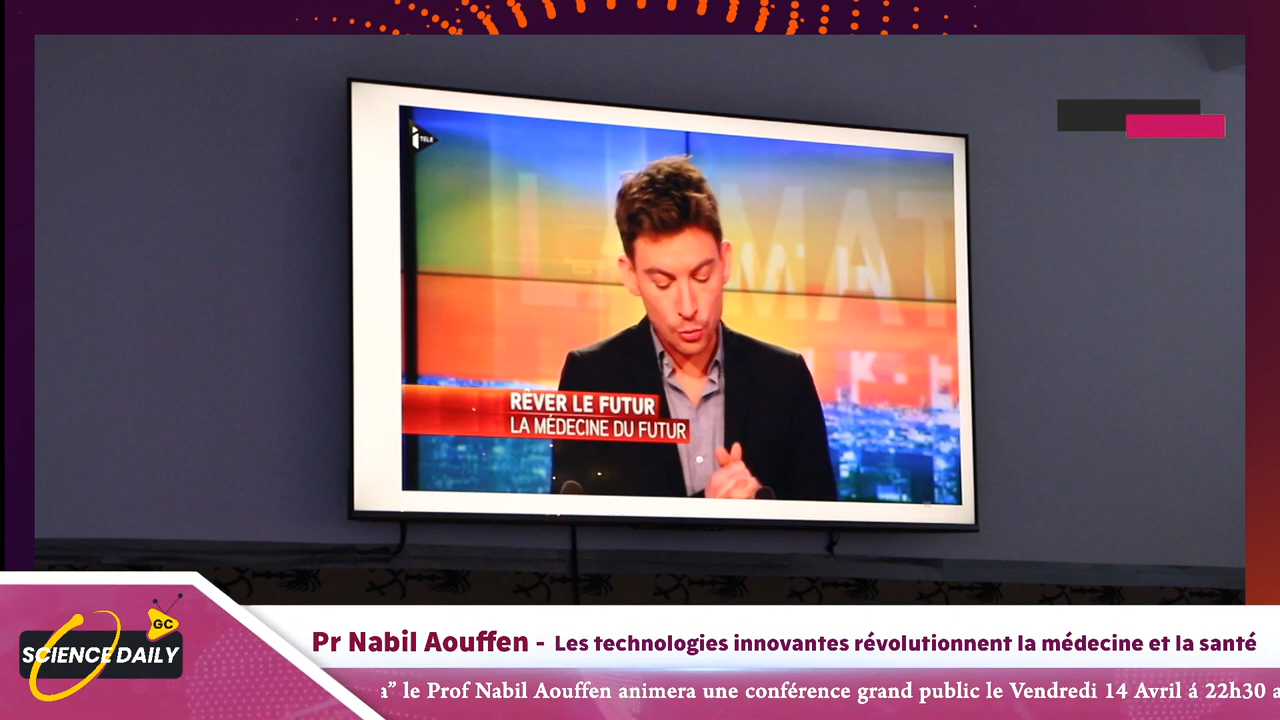 TELE
LA MAT
RÊVER LE FUTUR
LA MÉDECINE DU FUTUR
GC
SCIENCE DAILY
Pr Nabil Aouffen - Les technologies innovantes révolutionnent la médecine et la santé
a” le Prof Nabil Aouffen animera une conférence grand public le Vendredi 14 Avril á 22h30 a